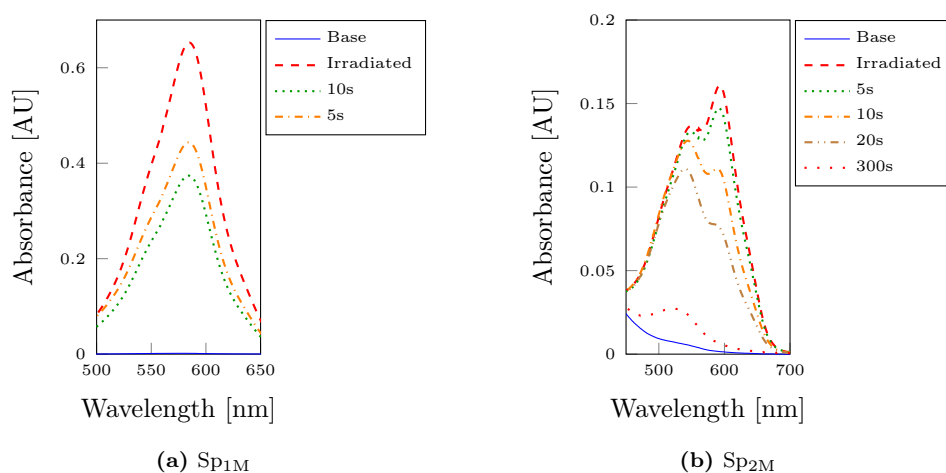 Absorbance [AU]
0.6
0.4
0.2
0
500 550 600 650
Wavelength [nm]
Base
Irradiated
10s
5s
(a) Sp1M
Absorbance [AU]
0.2
0.15
0.1
0.05
0
500 600 700
Wavelength [nm]
Base
Irradiated
5s
10s
20s
300s
(b) Sp2M